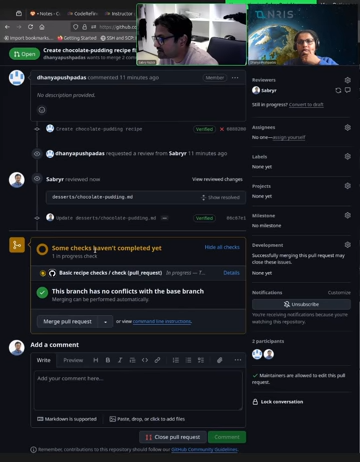 Notes - C
CodeRefin
Instructor
https://github.c
Import bookmarks...
Getting Started
SSH and SCP
NRIS
Open
Create chocolate-pudding recipe f
dhanyapushpadas wants to merge 2 com
dhanyapushpadas commented 11 minutes ago
Member
No description provided.
Create chocolate-pudding recipe
Verified
dhanyapushpadas requested a review from Sabryr 11 minutes ago
Sabryr reviewed now
View reviewed changes
desserts/chocolate-pudding.md
Show resolved
Update desserts/chocolate-pudding.md
Verified
Some checks haven't completed yet
Hide all checks
1 in progress check
Basic recipe checks / check (pull_request)
In progress — T...
Details
This branch has no conflicts with the base branch
Merging can be performed automatically.
Merge pull request
or view command line instructions.
Add a comment
Write
Preview
Add your comment here...
Markdown is supported
Paste, drop, or click to add files
Close pull request
Comment
Remember, contributions to this repository should follow our GitHub Community Guidelines.
Reviewers
Sabryr
Still in progress? Convert to draft
Assignees
No one—assign yourself
Labels
None yet
Projects
None yet
Milestone
No milestone
Development
Successfully merging this pull request may close these issues.
None yet
Notifications
Customize
Unsubscribe
You're receiving notifications because you're watching this repository.
2 participants
Maintainers are allowed to edit this pull request.
Lock conversation